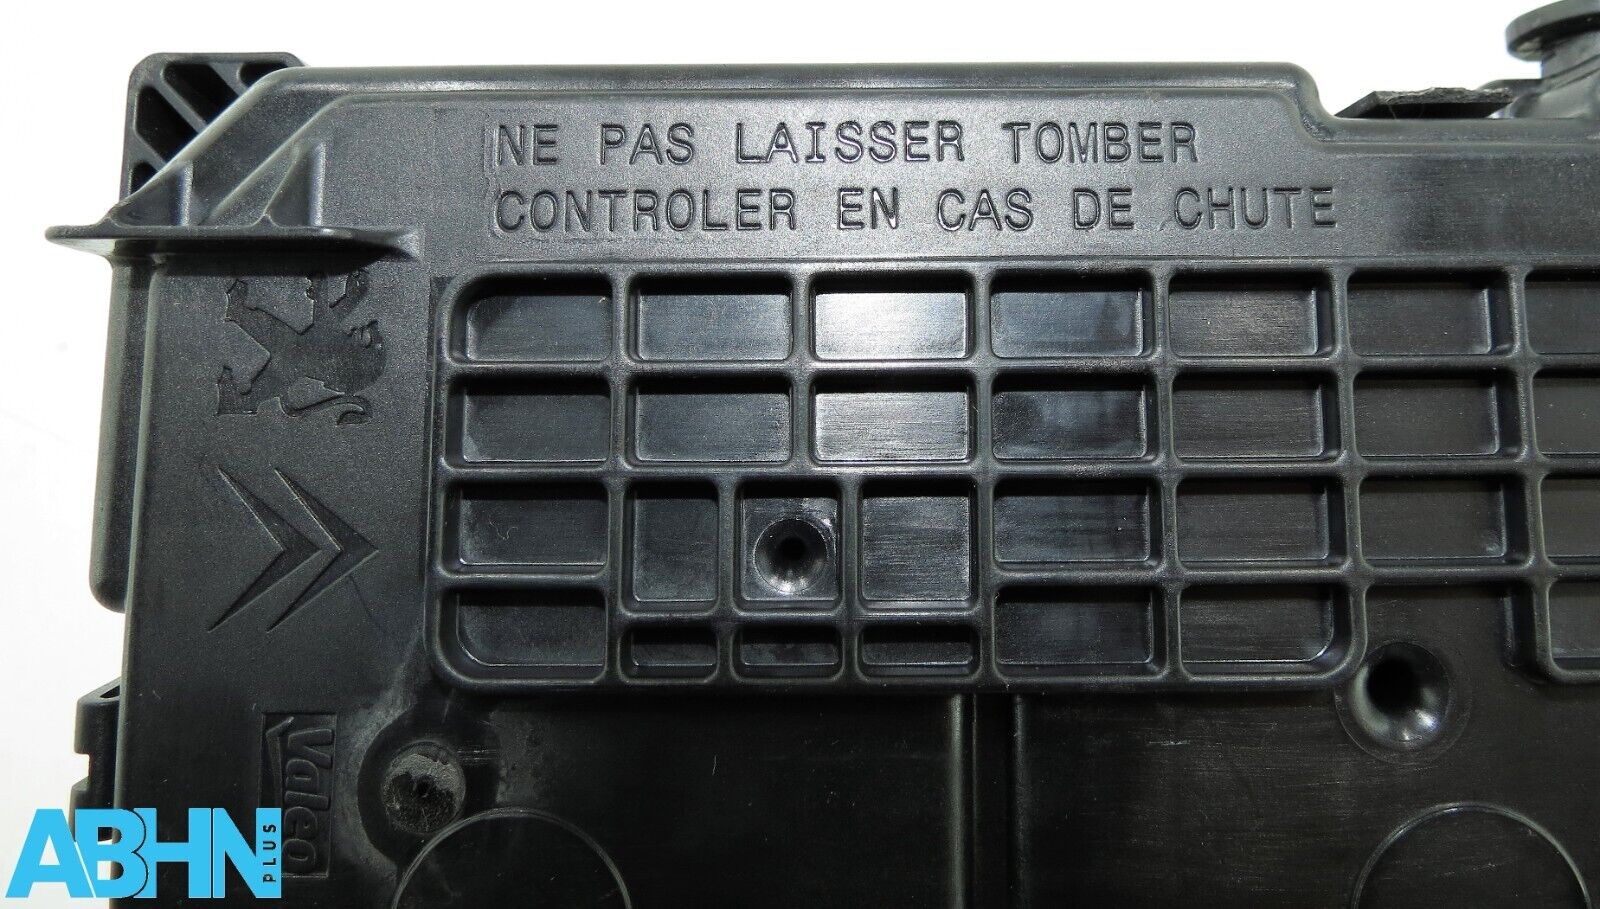 NE PAS LAISSER TOMBER
CONTROLER EN CAS DE CHUTE
Valeo
ABHN
PLUS